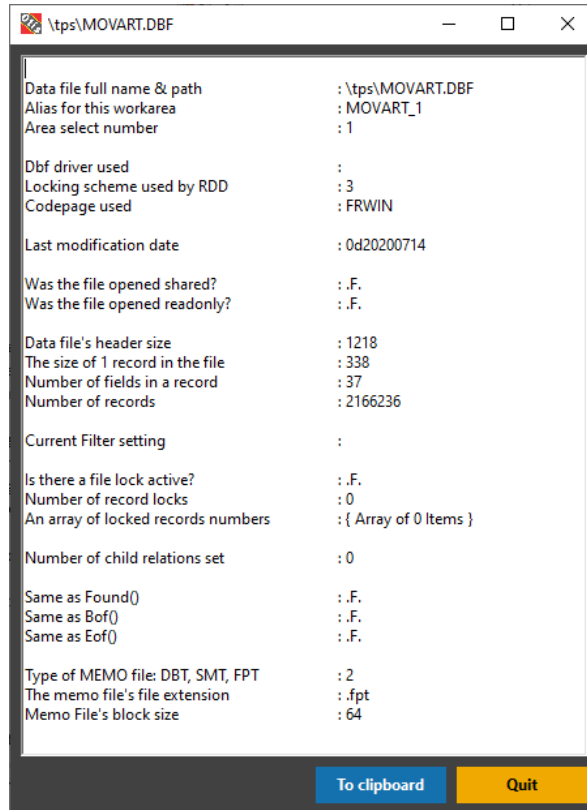 \tps\MOVART.DBF
Data file full name & path : \tps\MOVART.DBF
Alias for this workarea : MOVART_1
Area select number : 1
Dbf driver used :
Locking scheme used by RDD : 3
Codepage used : FRWIN
Last modification date : 0d20200714
Was the file opened shared? : .F.
Was the file opened readonly? : .F.
Data file's header size : 1218
The size of 1 record in the file : 338
Number of fields in a record : 37
Number of records : 2166236
Current Filter setting :
Is there a file lock active? : .F.
Number of record locks : 0
An array of locked records numbers : { Array of 0 Items }
Number of child relations set : 0
Same as Found() : .F.
Same as Bof() : .F.
Same as Eof() : .F.
Type of MEMO file: DBT, SMT, FPT : 2
The memo file's file extension : .fpt
Memo File's block size : 64
To clipboard Quit